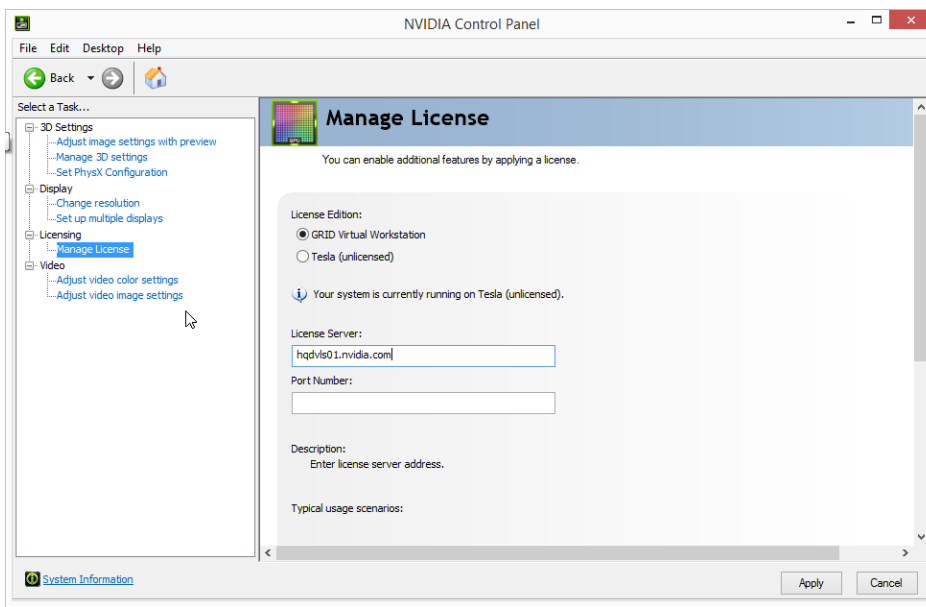 NVIDIA Control Panel
File Edit Desktop Help
Back
Select a Task...
3D Settings
Adjust image settings with preview
Manage 3D settings
Set PhysX Configuration
Display
Change resolution
Set up multiple displays
Licensing
Manage License
Video
Adjust video color settings
Adjust video image settings
Manage License
You can enable additional features by applying a license.
License Edition:
GRID Virtual Workstation
Tesla (unlicensed)
Your system is currently running on Tesla (unlicensed).
License Server:
hqdvls01.nvidia.com
Port Number:
Description:
Enter license server address.
Typical usage scenarios:
System Information
Apply Cancel